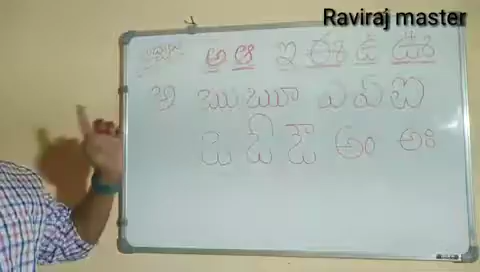 Raviraj master
అ ఆ ఇ ఈ ఉ ఊ
ఋ ౠ ఎ ఏ ఐ
ఒ ఓ ఔ అం అః